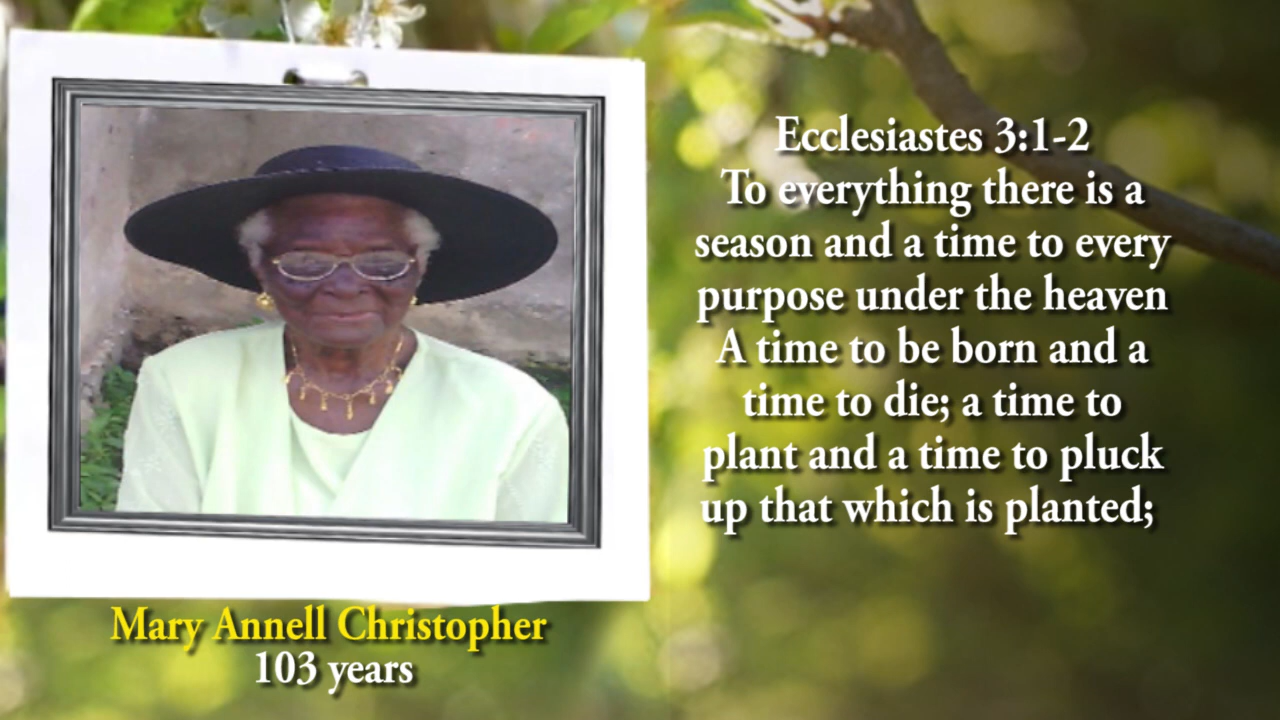 Ecclesiastes 3:1-2
To everything there is a
season and a time to every
purpose under the heaven
A time to be born and a
time to die; a time to
plant and a time to pluck
up that which is planted;
Mary Annell Christopher
103 years